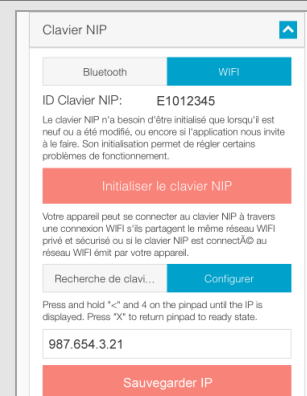 Clavier NIP
Bluetooth
WIFI
ID Clavier NIP: E1012345
Le clavier NIP n'a besoin d'être initialisé que lorsqu'il est
neuf ou a été modifié, ou encore si l'application nous invite
à le faire. Son initialisation permet de régler certains
problèmes de fonctionnement.
Initialiser le clavier NIP
Votre appareil peut se connecter au clavier NIP à travers
une connexion WIFI s'ils partagent le même réseau WIFI
privé et sécurisé ou si le clavier NIP est connectÃ© au
réseau WIFI émit par votre appareil.
Recherche de clavi...
Configurer
Press and hold "<" and 4 on the pinpad until the IP is
displayed. Press "X" to return pinpad to ready state.
987.654.3.21
Sauvegarder IP